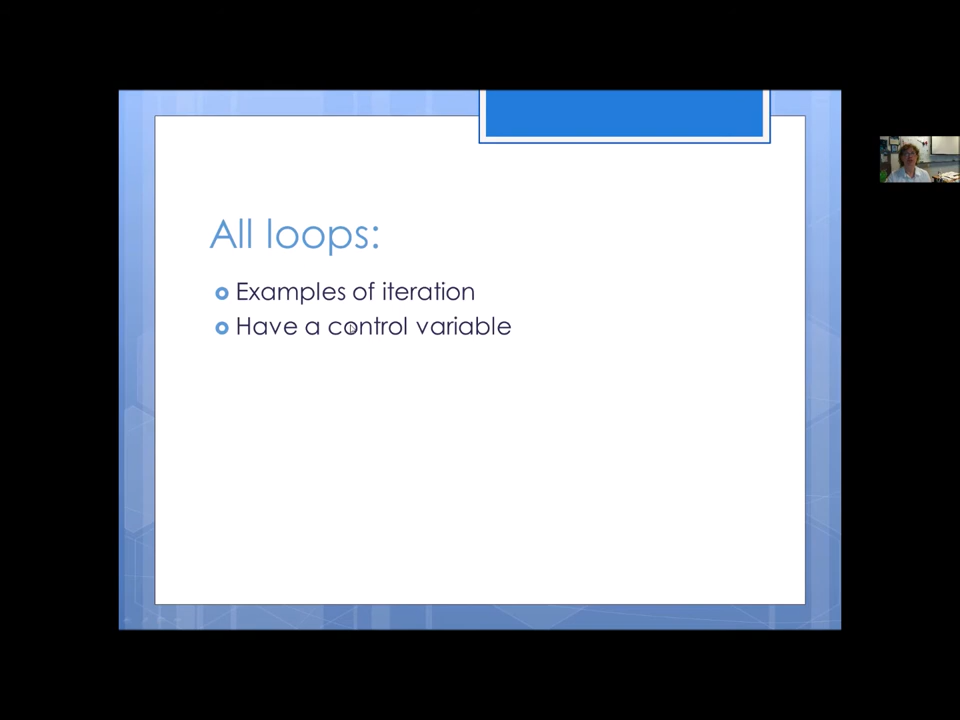 All loops:
Examples of iteration
Have a control variable